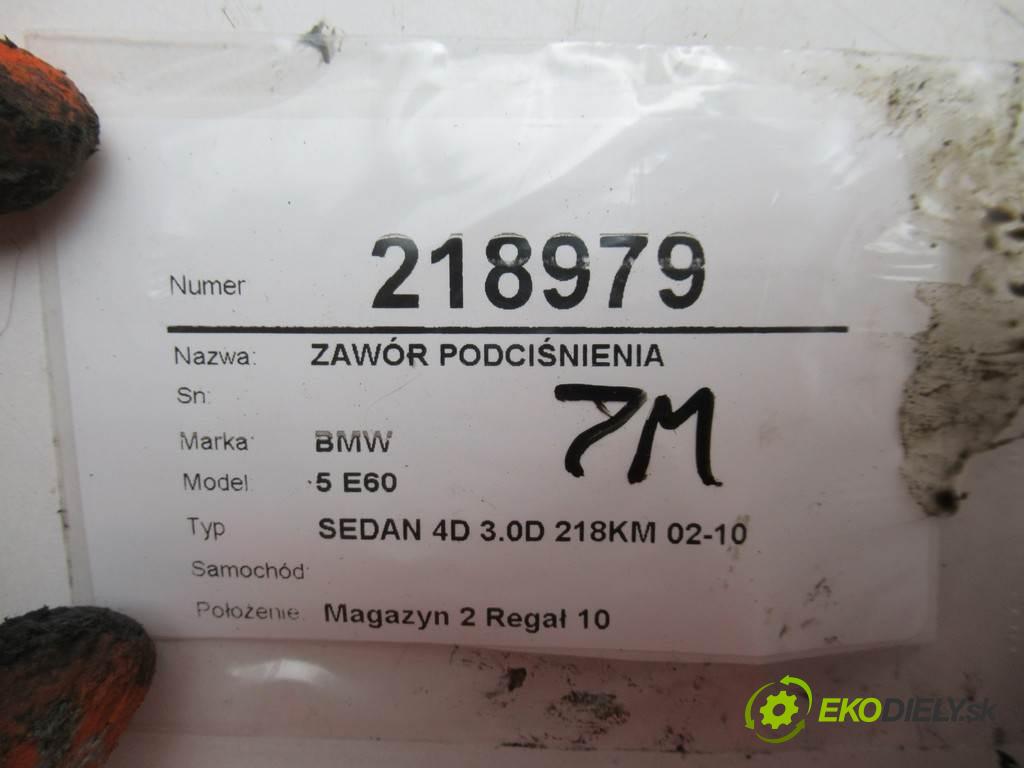 Numer 218979
Nazwa: ZAWÓR PODCIŚNIENIA
Sn:
Marka: BMW
Model: 5 E60
Typ SEDAN 4D 3.0D 218KM 02-10
Samochód:
Położenie: Magazyn 2 Regał 10
EKODIELY.sk